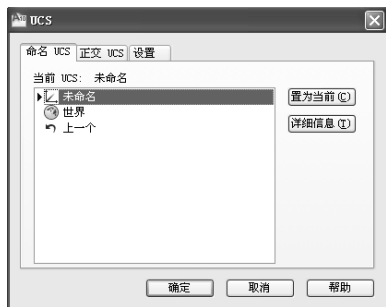 UCS
命名 UCS 正交 UCS 设置
当前 UCS: 未命名
未命名
世界
上一个
置为当前(C)
详细信息(T)
确定 取消 帮助